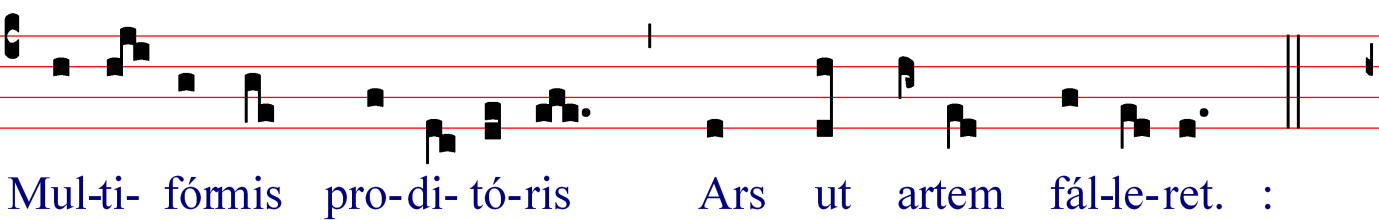 Mul-ti- fórmis pro-di-tó-ris Ars ut artem fál-le-ret. :